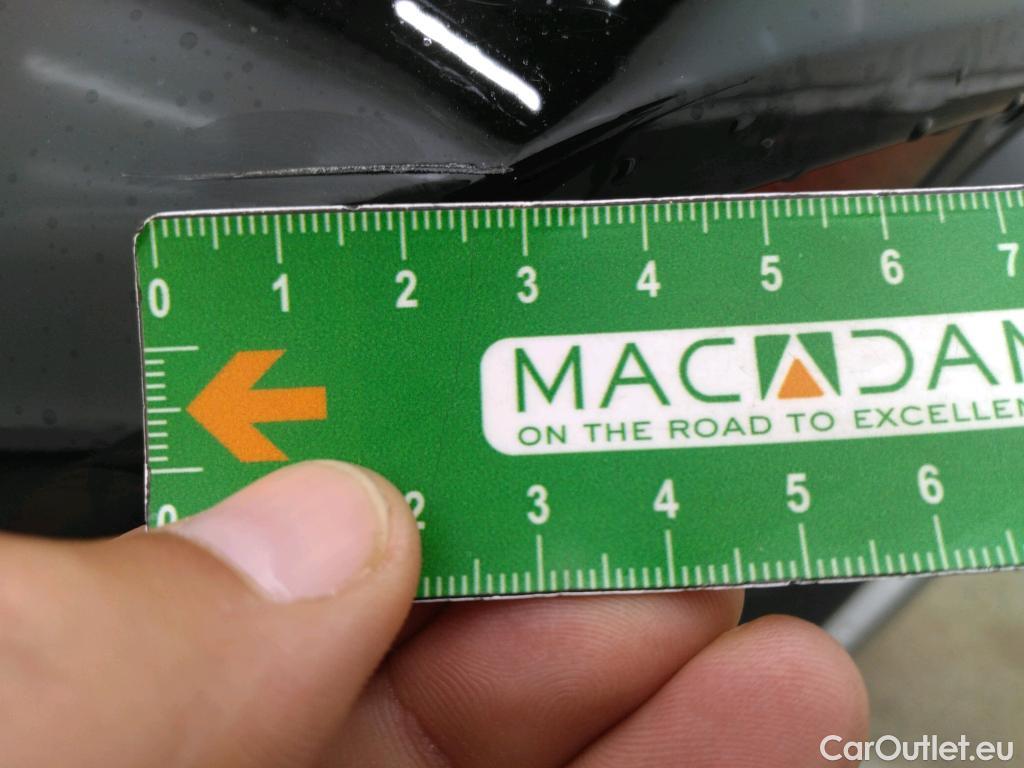 0 1 2 3 4 5 6 7
MACADAM
ON THE ROAD TO
0 2 3 4 5 6
CarOutlet.eu